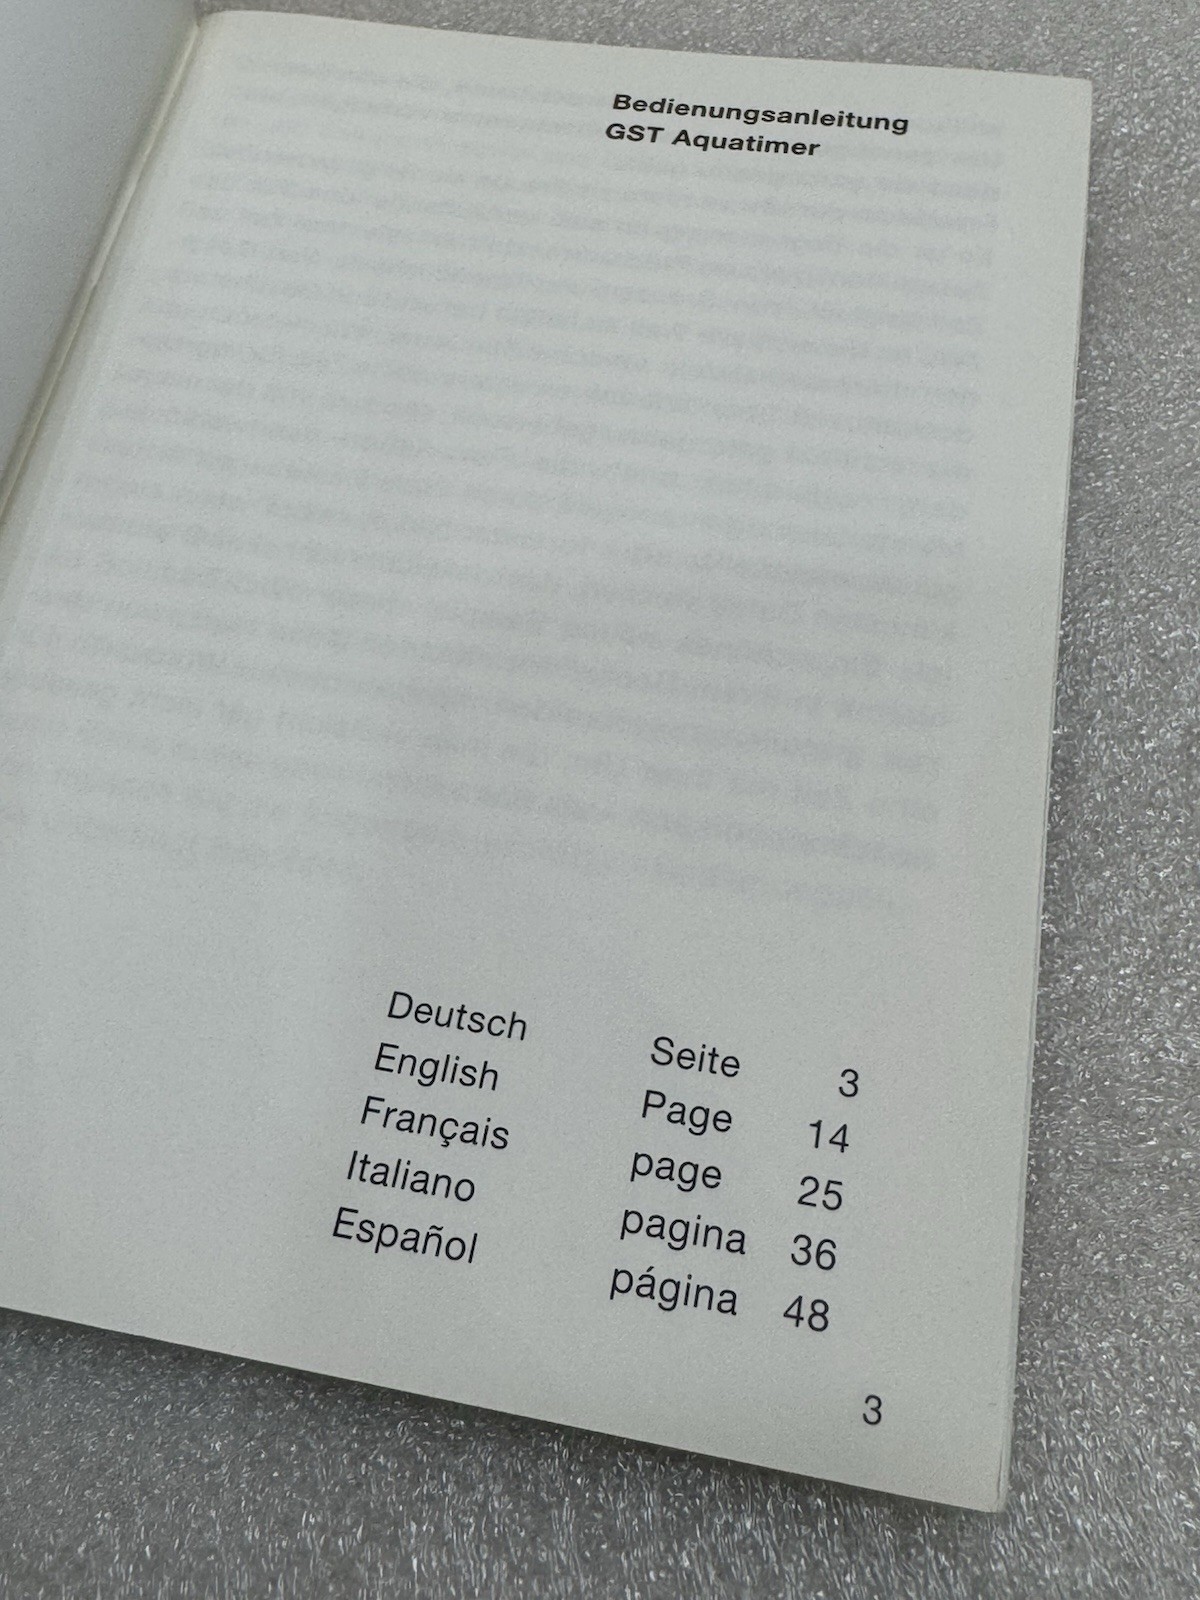 Bedienungsanleitung
GST Aquatimer
Deutsch Seite 3
English Page 14
Français page 25
Italiano pagina 36
Español página 48
3